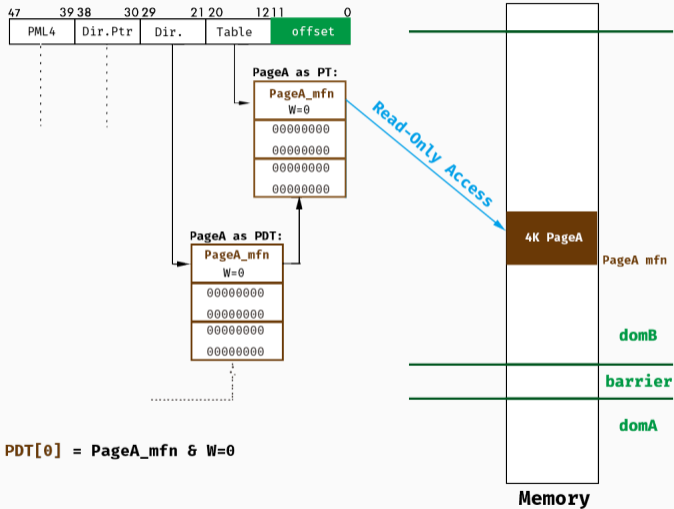 47 39 38 30 29 21 20 12 11 0
PML4 Dir.Ptr Dir. Table offset
PageA as PT:
PageA_mfn
W=0
00000000
00000000
00000000
00000000
Read-Only Access
4K PageA
PageA mfn
PageA as PDT:
PageA_mfn
W=0
00000000
00000000
00000000
00000000
domB
barrier
domA
PDT[0] = PageA_mfn & W=0
Memory